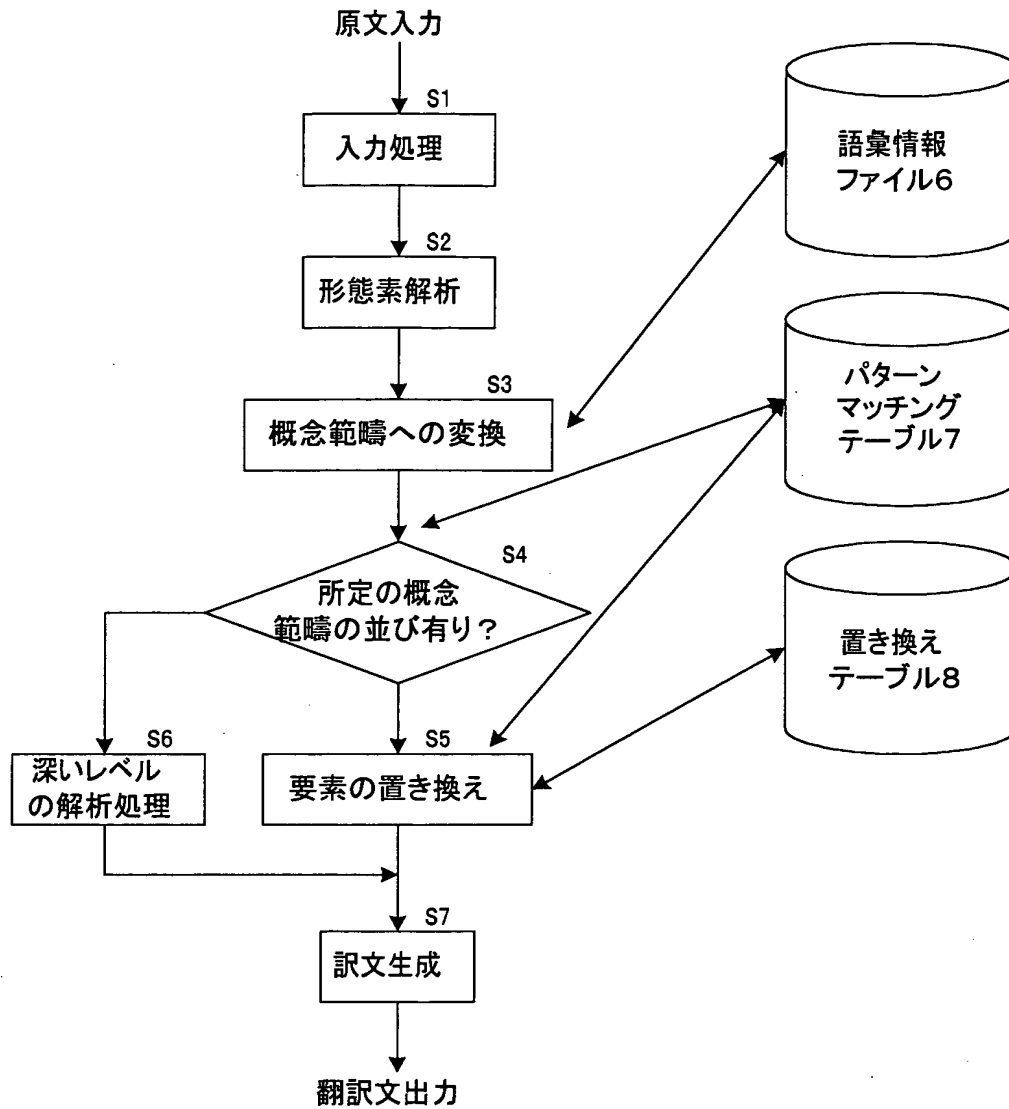 原文入力
S1
入力処理
S2
形態素解析
S3
概念範疇への変換
S4
所定の概念
範疇の並び有り？
S6
深いレベル
の解析処理
S5
要素の置き換え
S7
訳文生成
翻訳文出力
語彙情報
ファイル6
パターン
マッチング
テーブル7
置き換え
テーブル8